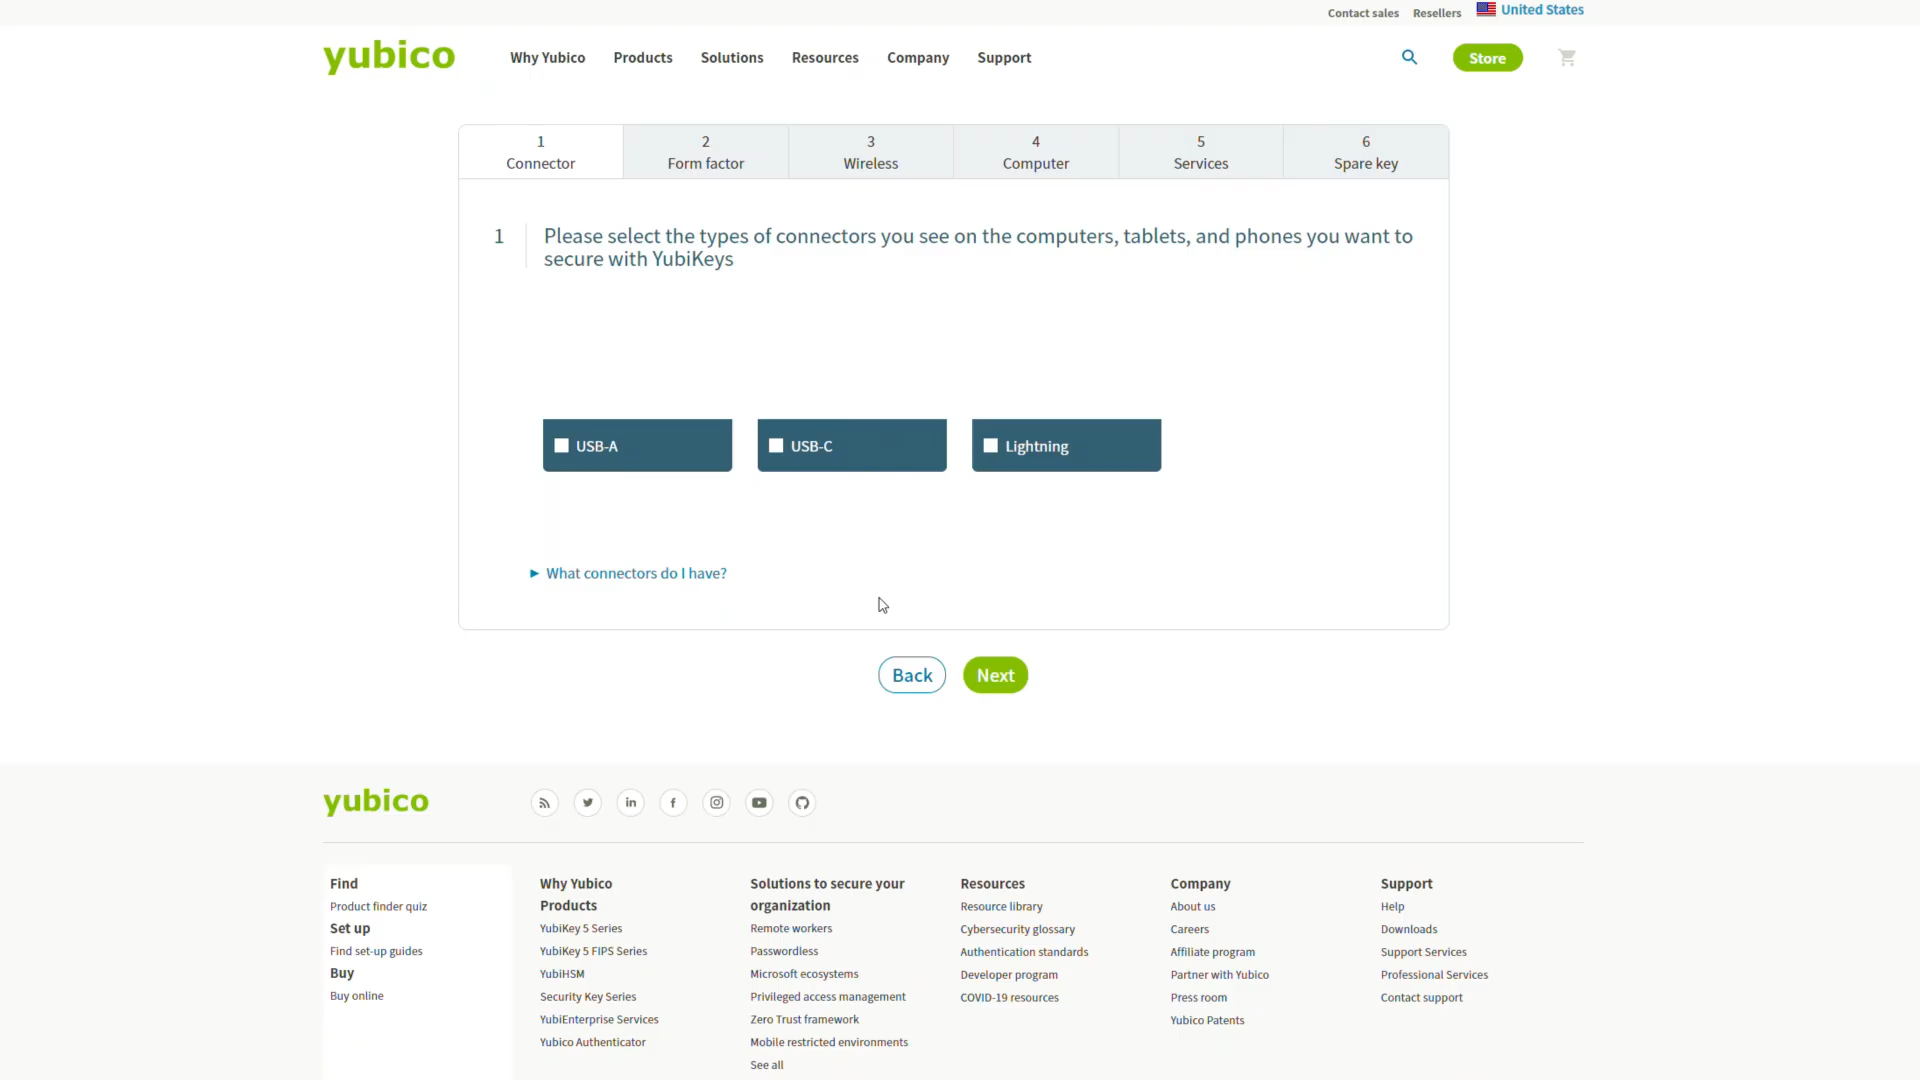 Contact sales Resellers United States
yubico Why Yubico Products Solutions Resources Company Support Store
1 2 3 4 5 6
Connector Form factor Wireless Computer Services Spare key
1 Please select the types of connectors you see on the computers, tablets, and phones you want to
secure with YubiKeys
USB-A USB-C Lightning
What connectors do I have?
Back Next
yubico
Find
Product finder quiz
Set up
Find set-up guides
Buy
Buy online
Why Yubico
Products
YubiKey 5 Series
YubiKey 5 FIPS Series
YubiHSM
Security Key Series
YubiEnterprise Services
Yubico Authenticator
Solutions to secure your
organization
Remote workers
Passwordless
Microsoft ecosystems
Privileged access management
Zero Trust framework
Mobile restricted environments
See all
Resources
Resource library
Cybersecurity glossary
Authentication standards
Developer program
COVID-19 resources
Company
About us
Careers
Affiliate program
Partner with Yubico
Press room
Yubico Patents
Support
Help
Downloads
Support Services
Professional Services
Contact support